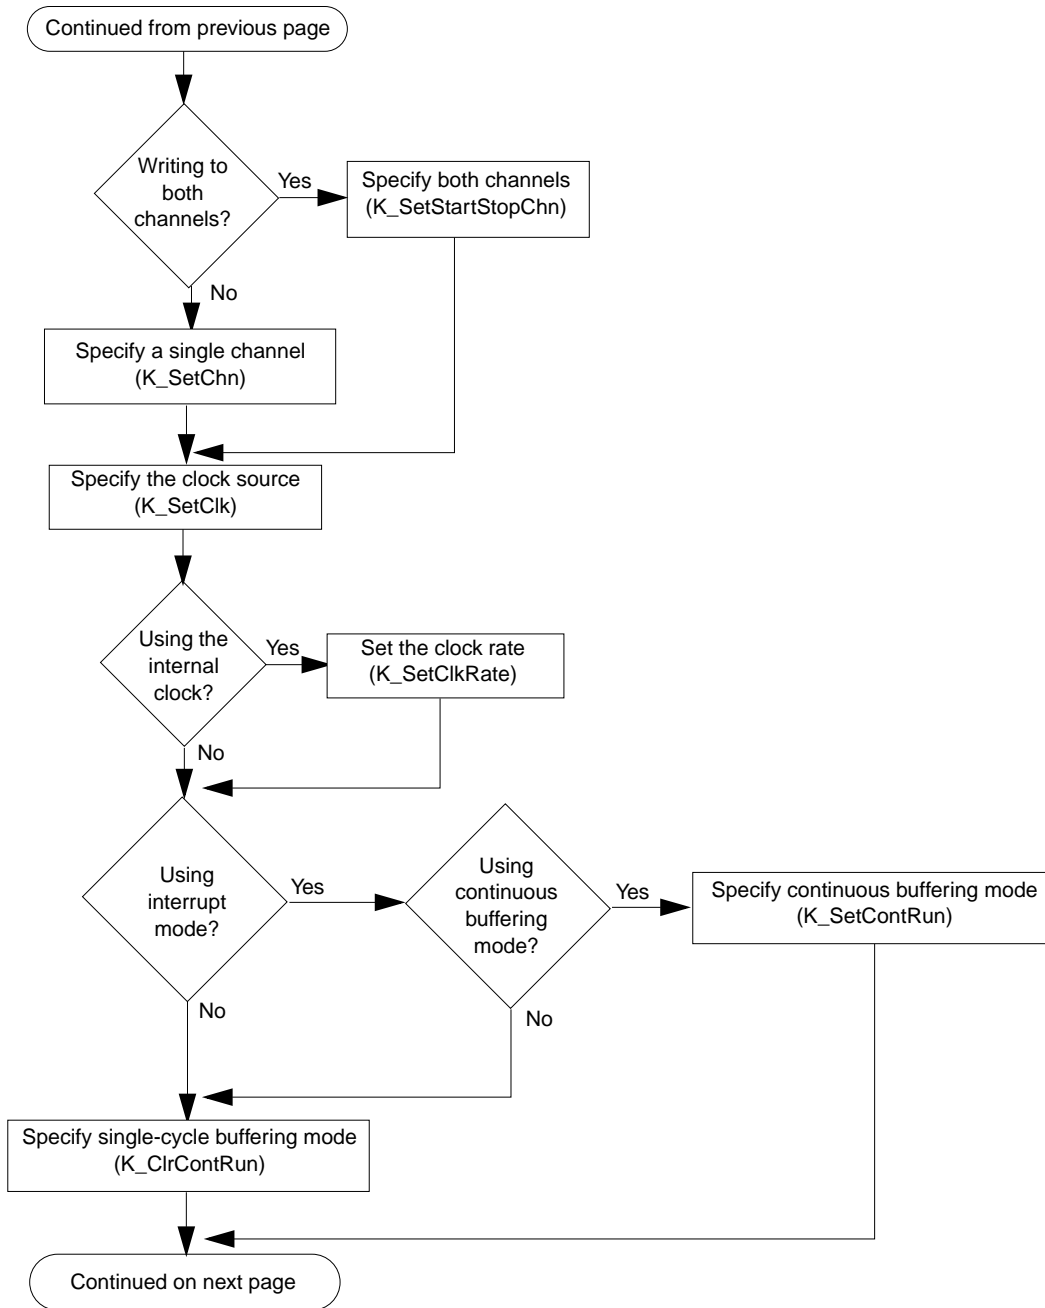 Continued from previous page
Writing to
both
channels?
Yes
Specify both channels
(K_SetStartStopChn)
No
Specify a single channel
(K_SetChn)
Specify the clock source
(K_SetClk)
Using the
internal
clock?
Yes
Set the clock rate
(K_SetClkRate)
No
Using
interrupt
mode?
Yes
Using
continuous
buffering
mode?
Yes
Specify continuous buffering mode
(K_SetContRun)
No
No
Specify single-cycle buffering mode
(K_ClrContRun)
Continued on next page